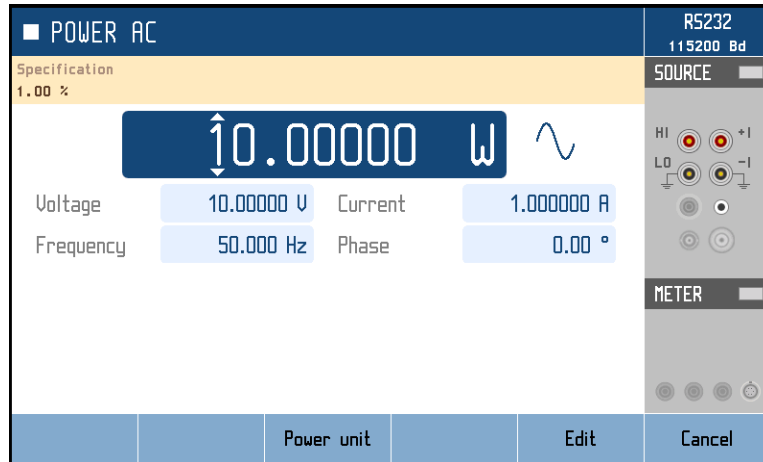 POWER AC
RS232
115200 Bd
Specification
1.00 %
SOURCE
10.00000 W
HI +I
LO -I
Voltage 10.00000 V Current 1.000000 A
Frequency 50.000 Hz Phase 0.00 °
METER
Power unit Edit Cancel